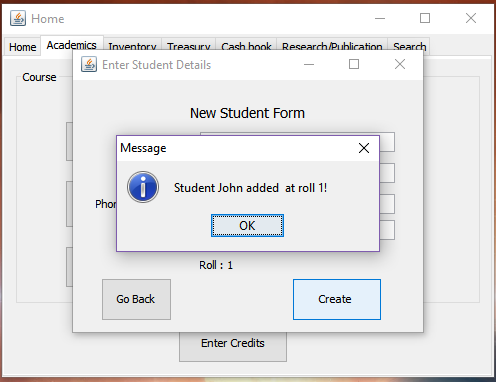 Home
Home Academics Inventory Treasury Cash book Research/Publication Search
Enter Student Details
Course
New Student Form
Message
Student John added  at roll 1!
OK
Roll : 1
Go Back
Create
Enter Credits